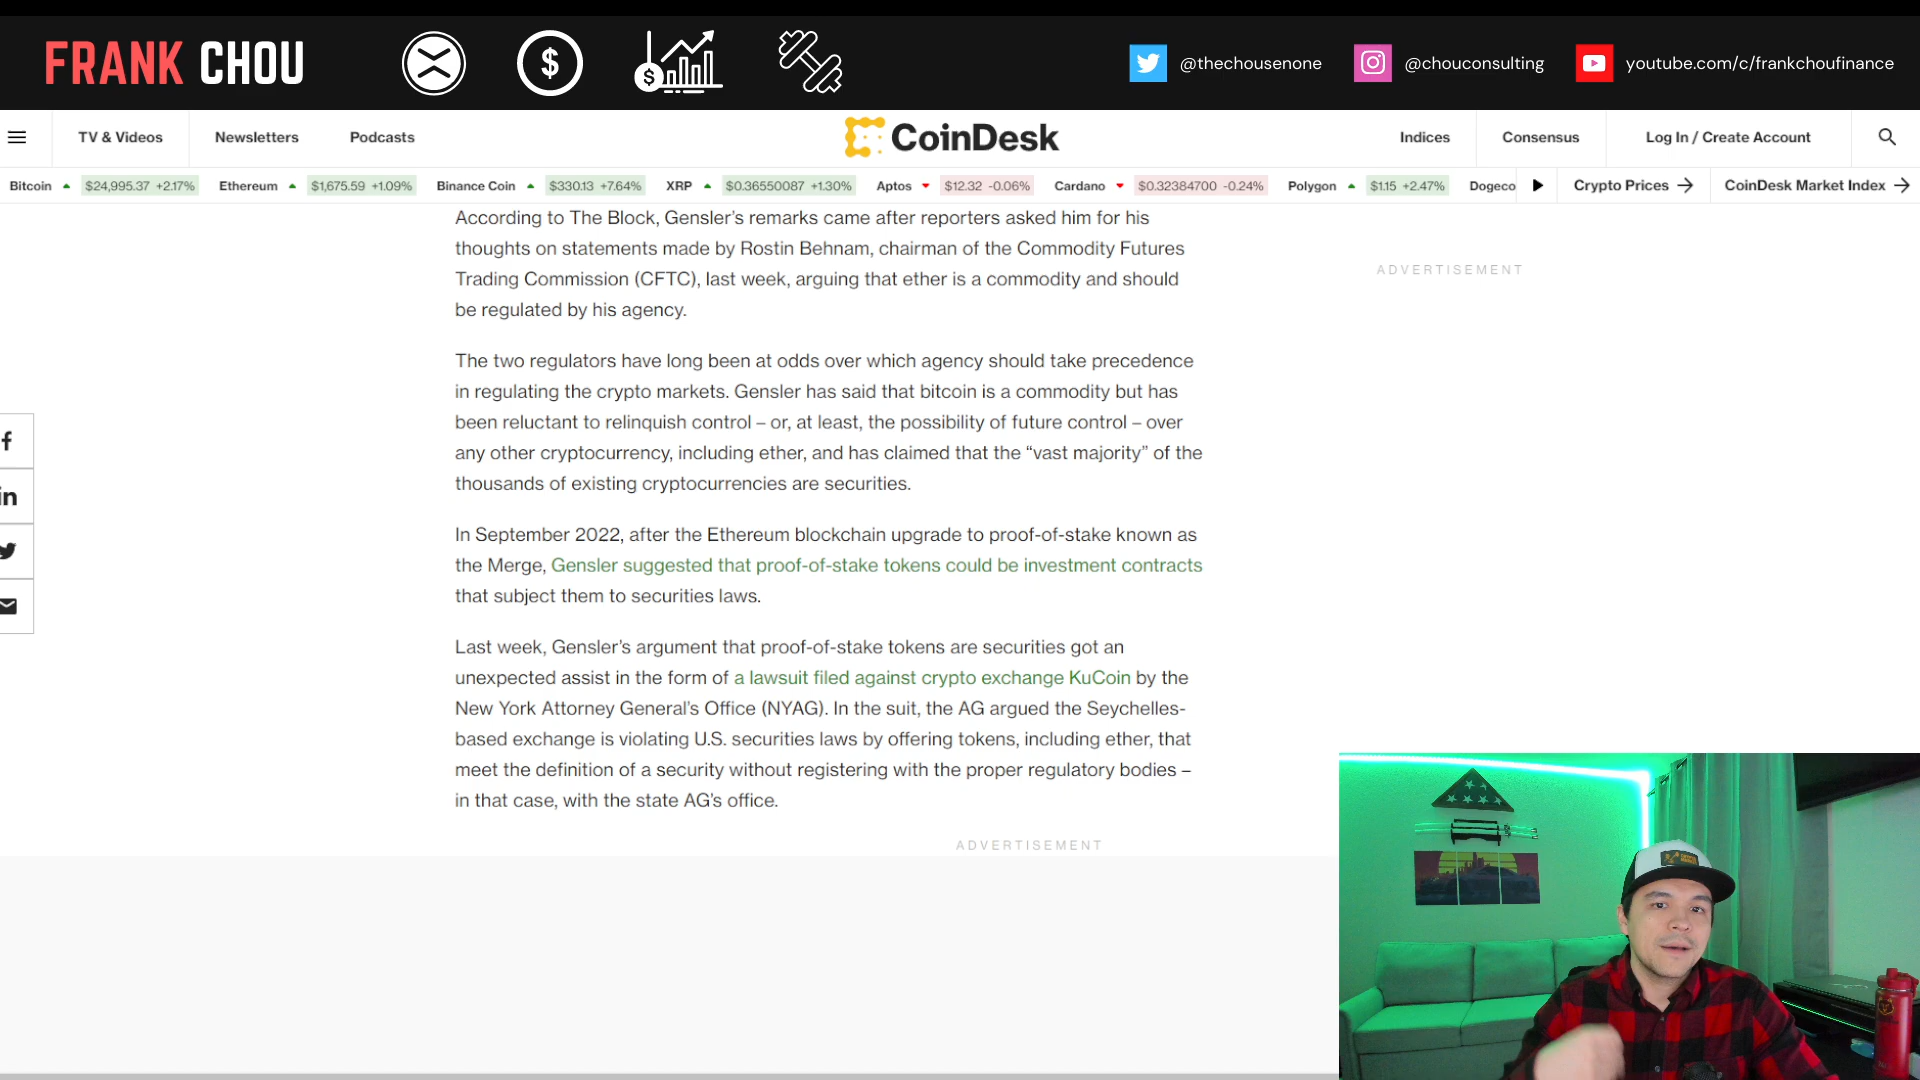 FRANK CHOU
@thechousenone
@chouconsulting
youtube.com/c/frankchoufinance
TV & Videos
Newsletters
Podcasts
CoinDesk
Indices
Consensus
Log In / Create Account
Bitcoin $24,995.37 +2.17% Ethereum $1,675.59 +1.09% Binance Coin $330.13 +7.64% XRP $0.36550087 +1.30% Aptos $12.32 -0.06% Cardano $0.32384700 -0.24% Polygon $1.15 +2.47% Dogeco
Crypto Prices
CoinDesk Market Index
According to The Block, Gensler’s remarks came after reporters asked him for his
thoughts on statements made by Rostin Behnam, chairman of the Commodity Futures
Trading Commission (CFTC), last week, arguing that ether is a commodity and should
be regulated by his agency.
The two regulators have long been at odds over which agency should take precedence
in regulating the crypto markets. Gensler has said that bitcoin is a commodity but has
been reluctant to relinquish control – or, at least, the possibility of future control – over
any other cryptocurrency, including ether, and has claimed that the “vast majority” of the
thousands of existing cryptocurrencies are securities.
In September 2022, after the Ethereum blockchain upgrade to proof-of-stake known as
the Merge, Gensler suggested that proof-of-stake tokens could be investment contracts
that subject them to securities laws.
Last week, Gensler’s argument that proof-of-stake tokens are securities got an
unexpected assist in the form of a lawsuit filed against crypto exchange KuCoin by the
New York Attorney General’s Office (NYAG). In the suit, the AG argued the Seychelles-
based exchange is violating U.S. securities laws by offering tokens, including ether, that
meet the definition of a security without registering with the proper regulatory bodies –
in that case, with the state AG’s office.
ADVERTISEMENT
ADVERTISEMENT